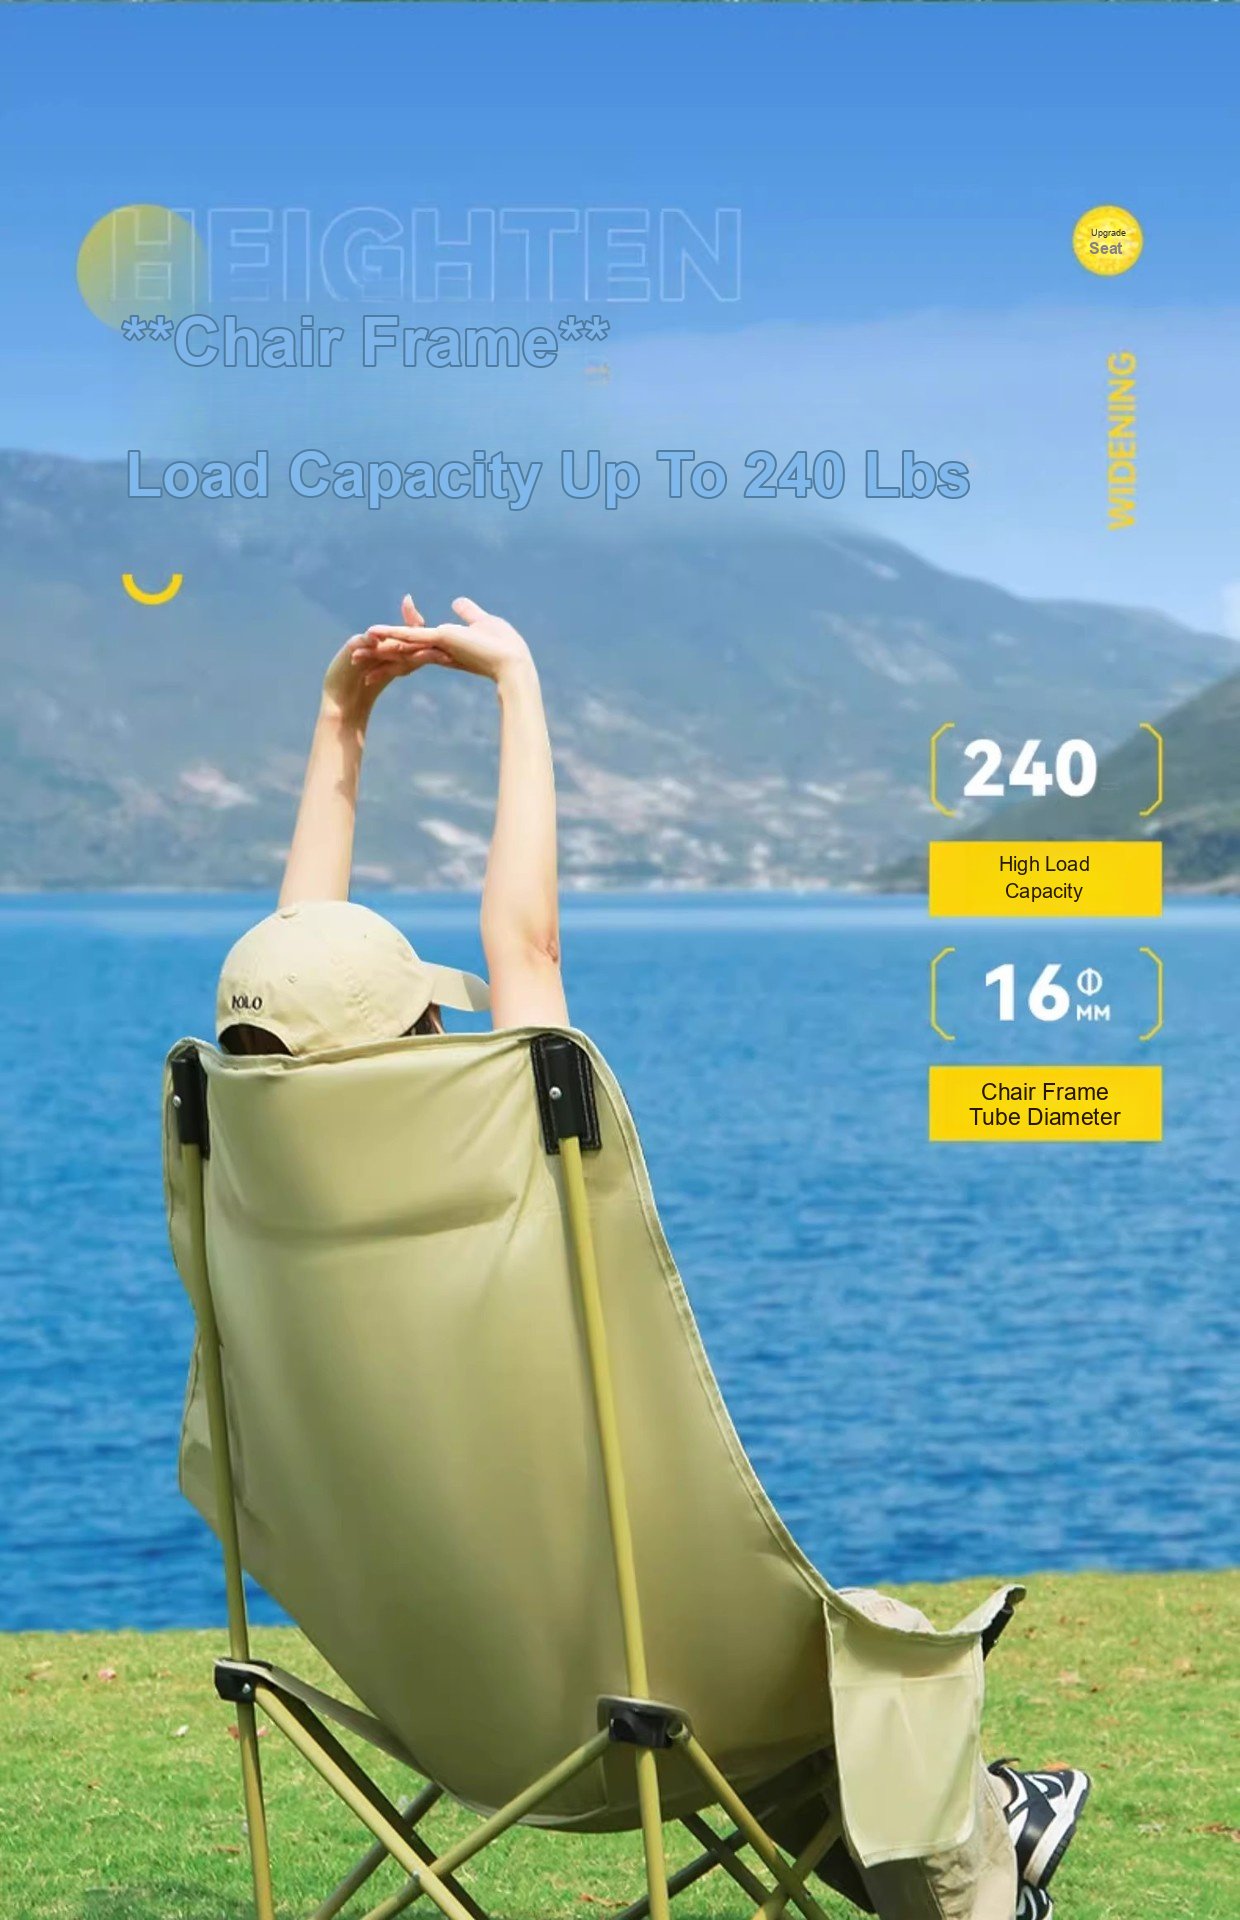 HEIGHTEN
Upgrade
Seat
**Chair Frame**
WIDENING
Load Capacity Up To 240 Lbs
240
High Load
Capacity
POLO
16 Φ
MM
Chair Frame
Tube Diameter